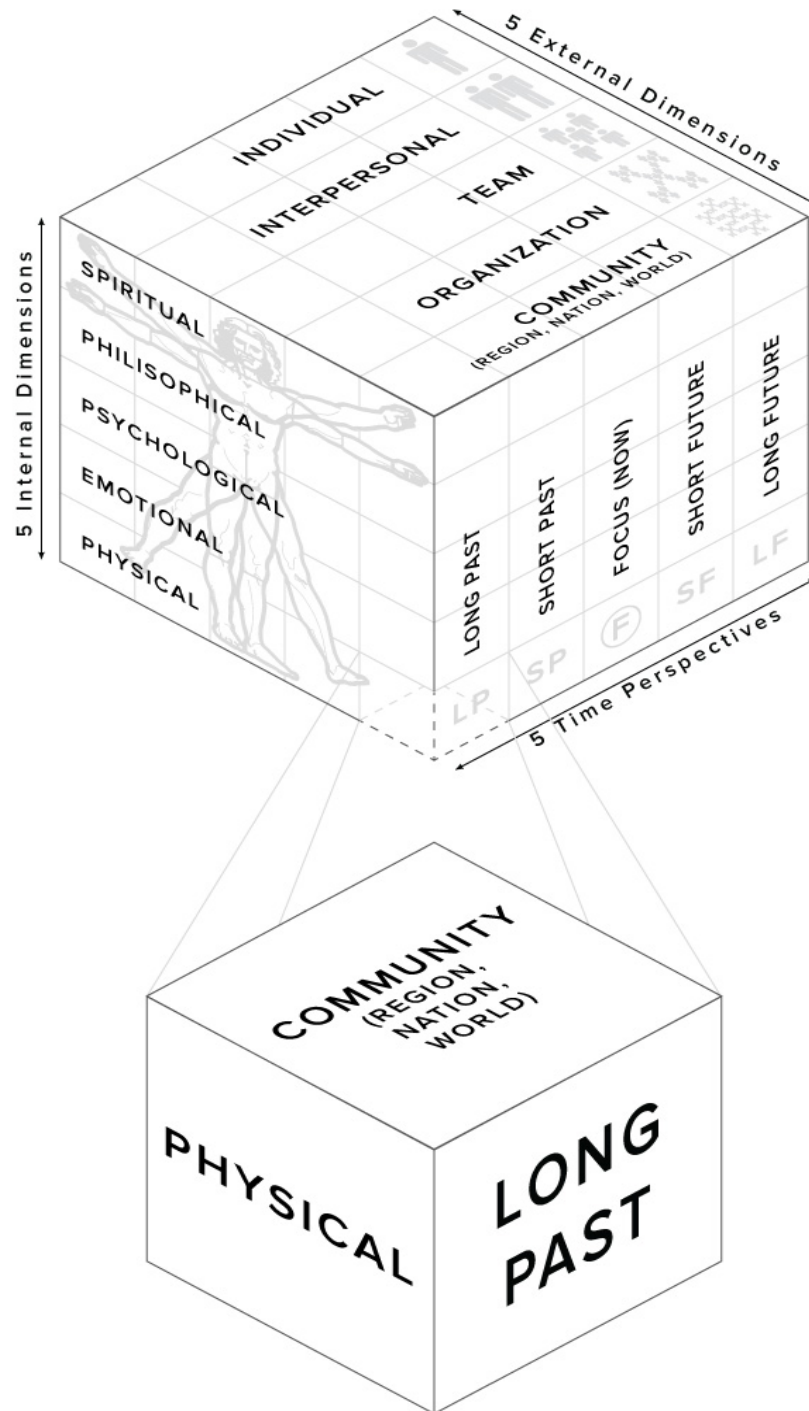 5 External Dimensions
INDIVIDUAL
INTERPERSONAL
TEAM
ORGANIZATION
COMMUNITY
(REGION, NATION, WORLD)
5 Internal Dimensions
SPIRITUAL
PHILISOPHICAL
PSYCHOLOGICAL
EMOTIONAL
PHYSICAL
LONG PAST
SHORT PAST
FOCUS (NOW)
SHORT FUTURE
LONG FUTURE
LP
SP
F
SF
LF
5 Time Perspectives
COMMUNITY
(REGION,
NATION,
WORLD)
PHYSICAL
LONG
PAST